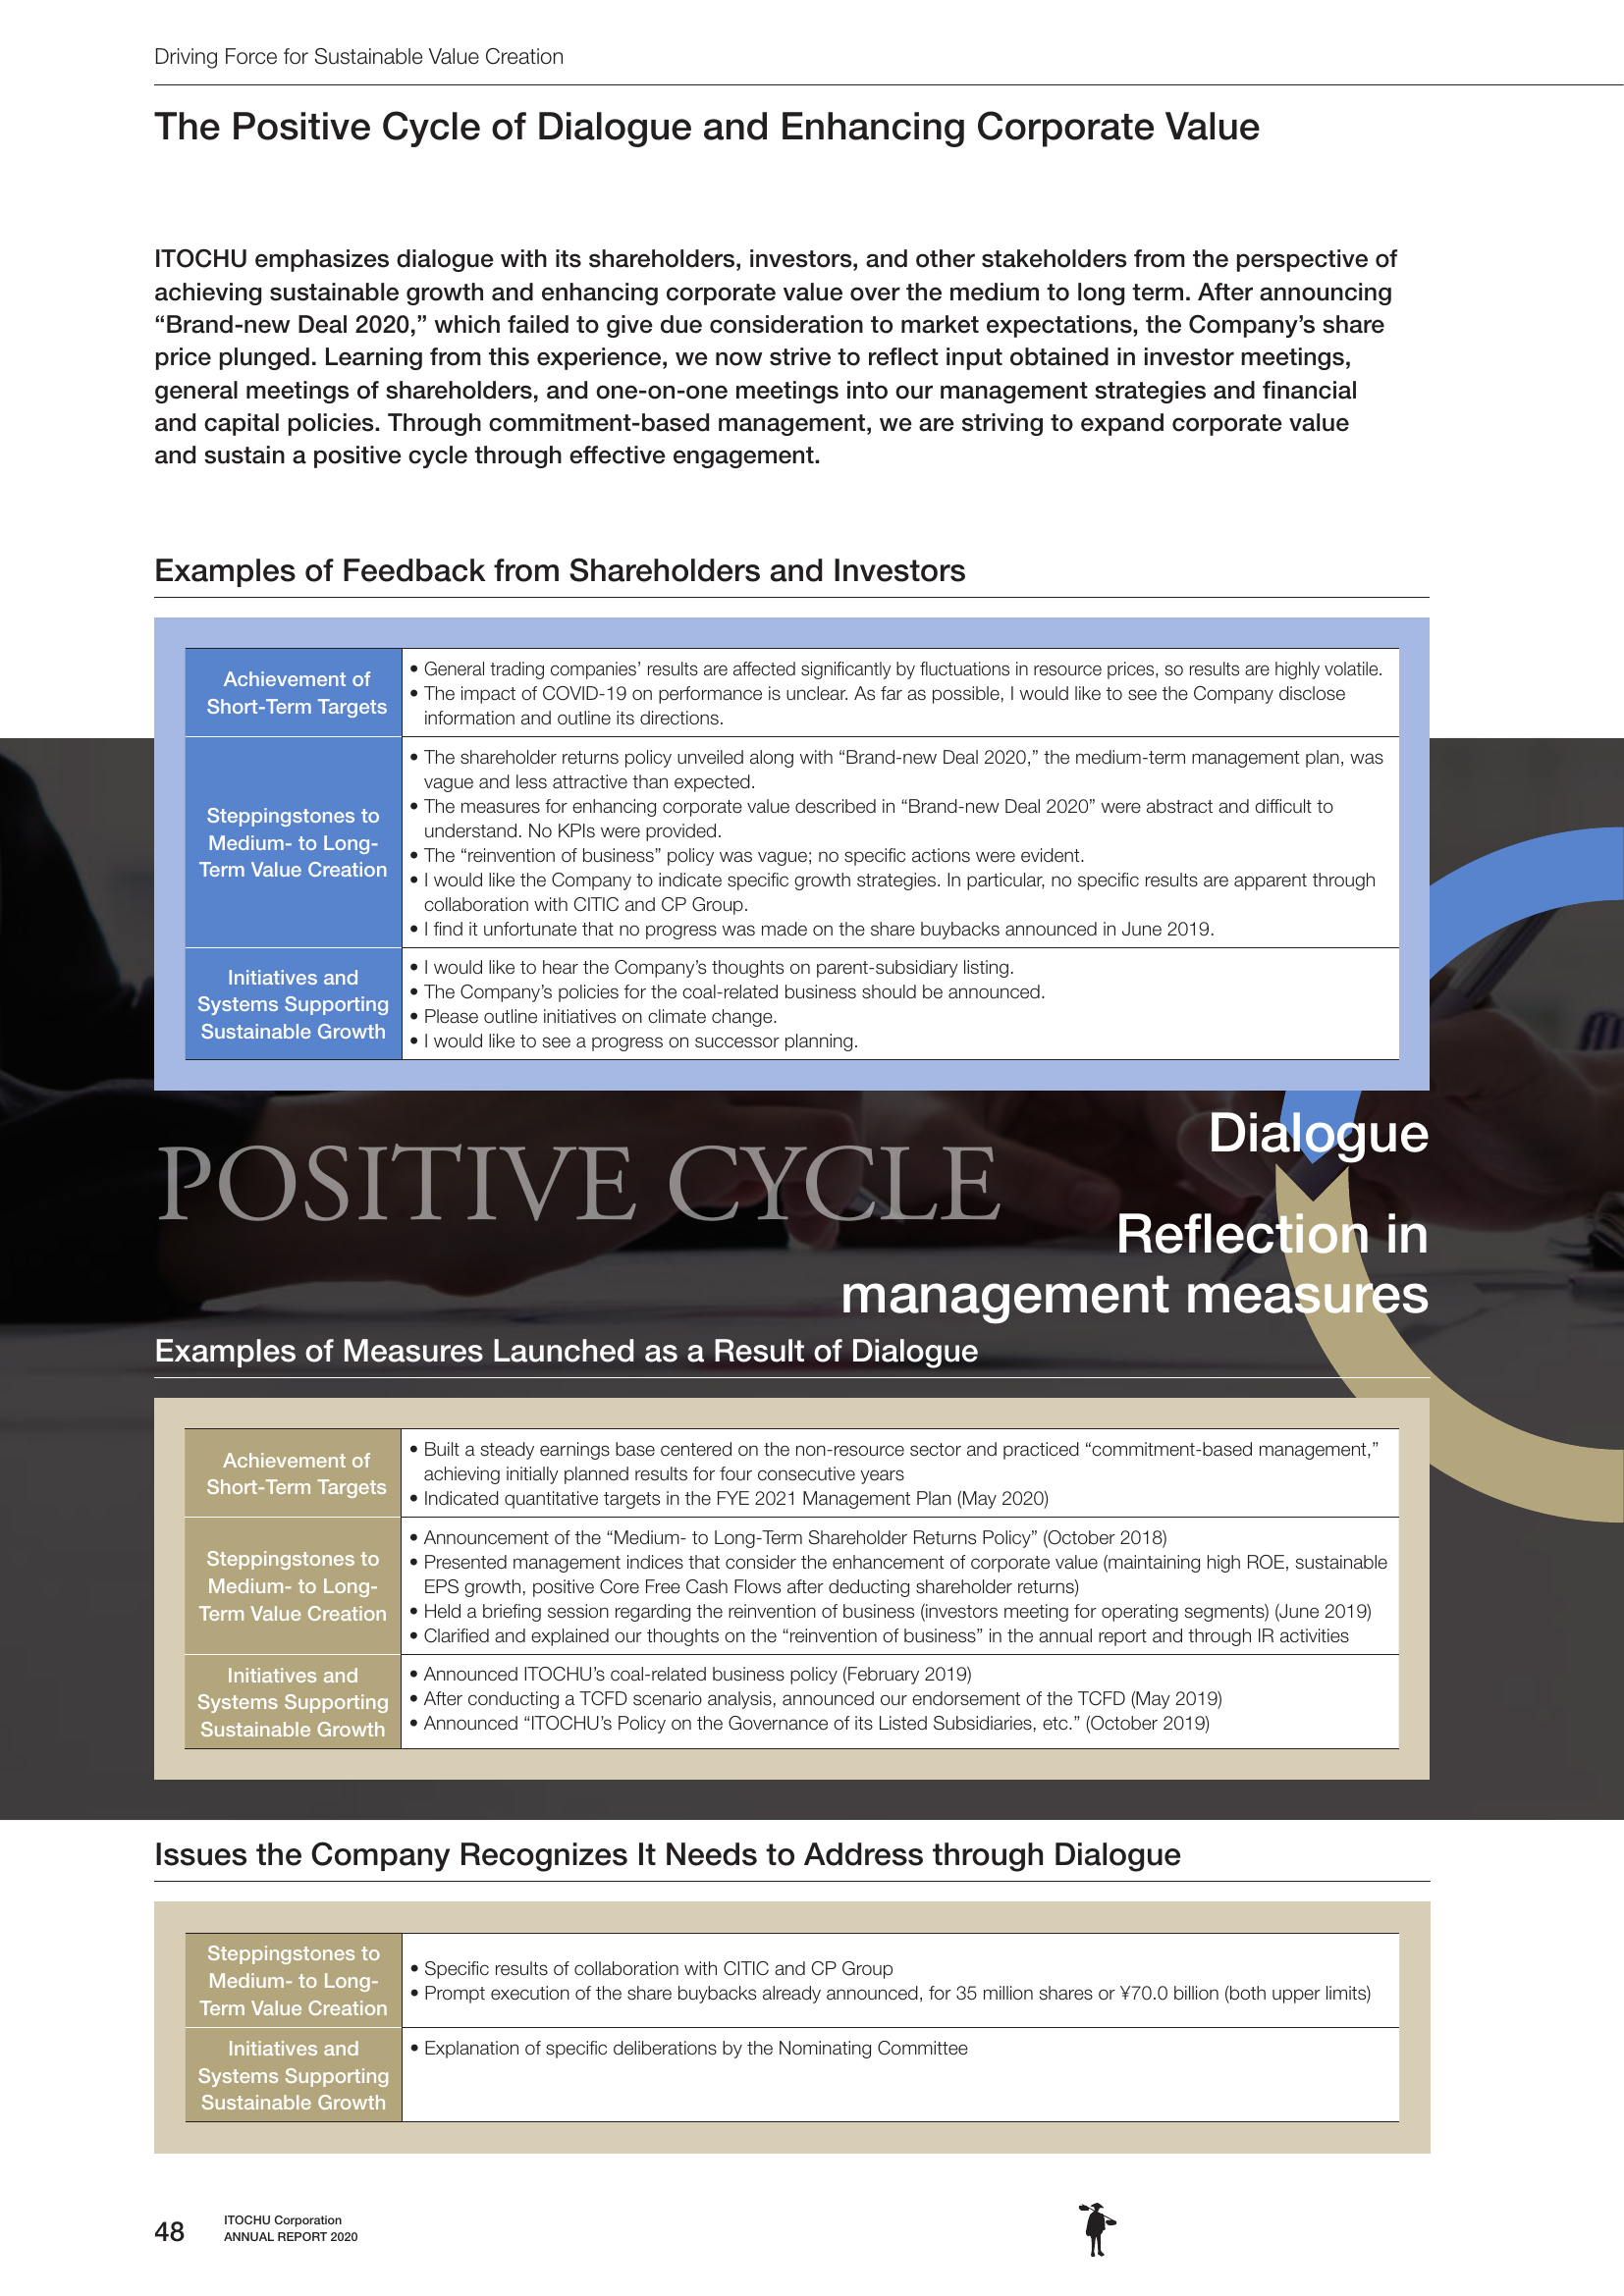 Driving Force for Sustainable Value Creation
The Positive Cycle of Dialogue and Enhancing Corporate Value
ITOCHU emphasizes dialogue with its shareholders, investors, and other stakeholders from the perspective of
achieving sustainable growth and enhancing corporate value over the medium to long term. After announcing
“Brand-new Deal 2020,” which failed to give due consideration to market expectations, the Company’s share
price plunged. Learning from this experience, we now strive to reflect input obtained in investor meetings,
general meetings of shareholders, and one-on-one meetings into our management strategies and financial
and capital policies. Through commitment-based management, we are striving to expand corporate value
and sustain a positive cycle through effective engagement.
Examples of Feedback from Shareholders and Investors
Achievement of
Short-Term Targets
• General trading companies’ results are affected significantly by fluctuations in resource prices, so results are highly volatile.
• The impact of COVID-19 on performance is unclear. As far as possible, I would like to see the Company disclose
information and outline its directions.
Steppingstones to
Medium- to Long-
Term Value Creation
• The shareholder returns policy unveiled along with “Brand-new Deal 2020,” the medium-term management plan, was
vague and less attractive than expected.
• The measures for enhancing corporate value described in “Brand-new Deal 2020” were abstract and difficult to
understand. No KPIs were provided.
• The “reinvention of business” policy was vague; no specific actions were evident.
• I would like the Company to indicate specific growth strategies. In particular, no specific results are apparent through
collaboration with CITIC and CP Group.
• I find it unfortunate that no progress was made on the share buybacks announced in June 2019.
Initiatives and
Systems Supporting
Sustainable Growth
• I would like to hear the Company’s thoughts on parent-subsidiary listing.
• The Company’s policies for the coal-related business should be announced.
• Please outline initiatives on climate change.
• I would like to see a progress on successor planning.
POSITIVE CYCLE
Dialogue
Reflection in
management measures
Examples of Measures Launched as a Result of Dialogue
Achievement of
Short-Term Targets
• Built a steady earnings base centered on the non-resource sector and practiced “commitment-based management,”
achieving initially planned results for four consecutive years
• Indicated quantitative targets in the FYE 2021 Management Plan (May 2020)
Steppingstones to
Medium- to Long-
Term Value Creation
• Announcement of the “Medium- to Long-Term Shareholder Returns Policy” (October 2018)
• Presented management indices that consider the enhancement of corporate value (maintaining high ROE, sustainable
EPS growth, positive Core Free Cash Flows after deducting shareholder returns)
• Held a briefing session regarding the reinvention of business (investors meeting for operating segments) (June 2019)
• Clarified and explained our thoughts on the “reinvention of business” in the annual report and through IR activities
Initiatives and
Systems Supporting
Sustainable Growth
• Announced ITOCHU’s coal-related business policy (February 2019)
• After conducting a TCFD scenario analysis, announced our endorsement of the TCFD (May 2019)
• Announced “ITOCHU’s Policy on the Governance of its Listed Subsidiaries, etc.” (October 2019)
Issues the Company Recognizes It Needs to Address through Dialogue
Steppingstones to
Medium- to Long-
Term Value Creation
• Specific results of collaboration with CITIC and CP Group
• Prompt execution of the share buybacks already announced, for 35 million shares or ¥70.0 billion (both upper limits)
Initiatives and
Systems Supporting
Sustainable Growth
• Explanation of specific deliberations by the Nominating Committee
48
ITOCHU Corporation
ANNUAL REPORT 2020